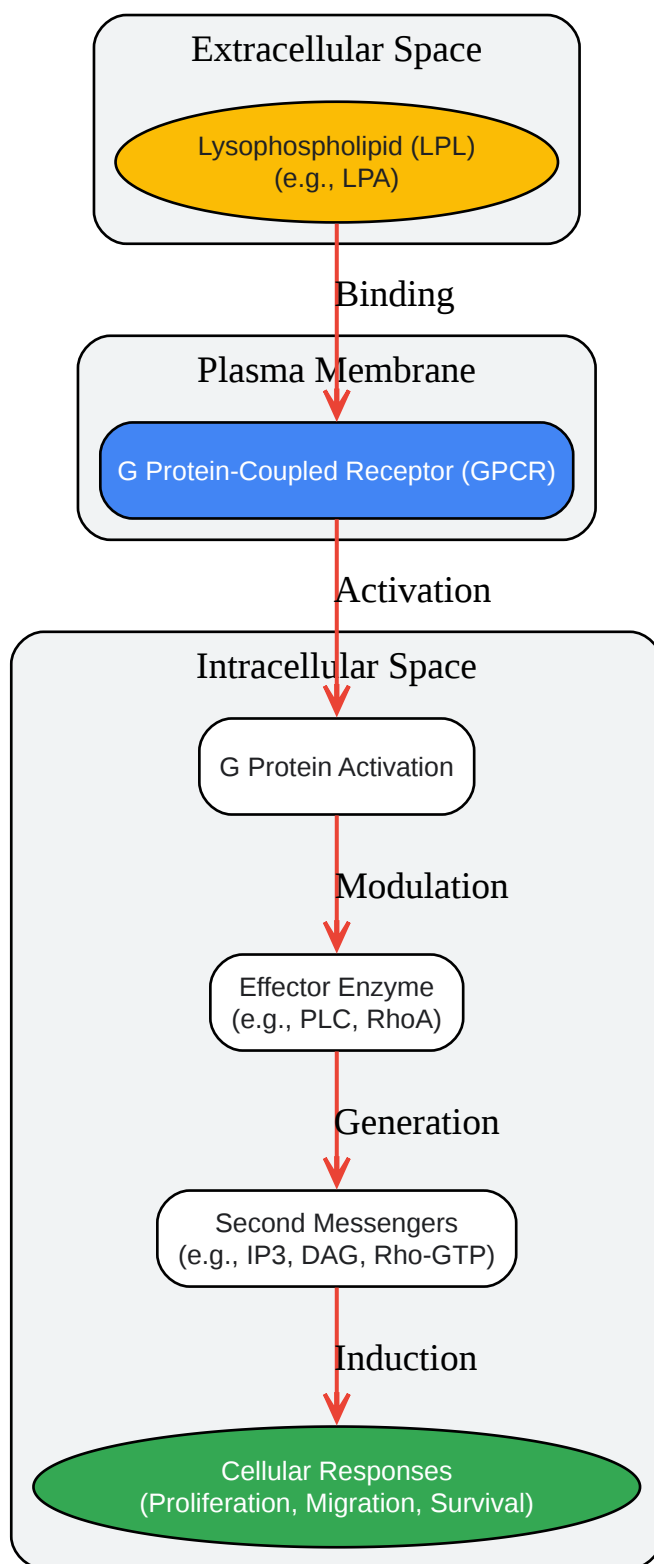 Extracellular Space
Lysophospholipid (LPL)
(e.g., LPA)
Binding
Plasma Membrane
G Protein-Coupled Receptor (GPCR)
Activation
Intracellular Space
G Protein Activation
Modulation
Effector Enzyme
(e.g., PLC, RhoA)
Generation
Second Messengers
(e.g., IP3, DAG, Rho-GTP)
Induction
Cellular Responses
(Proliferation, Migration, Survival)